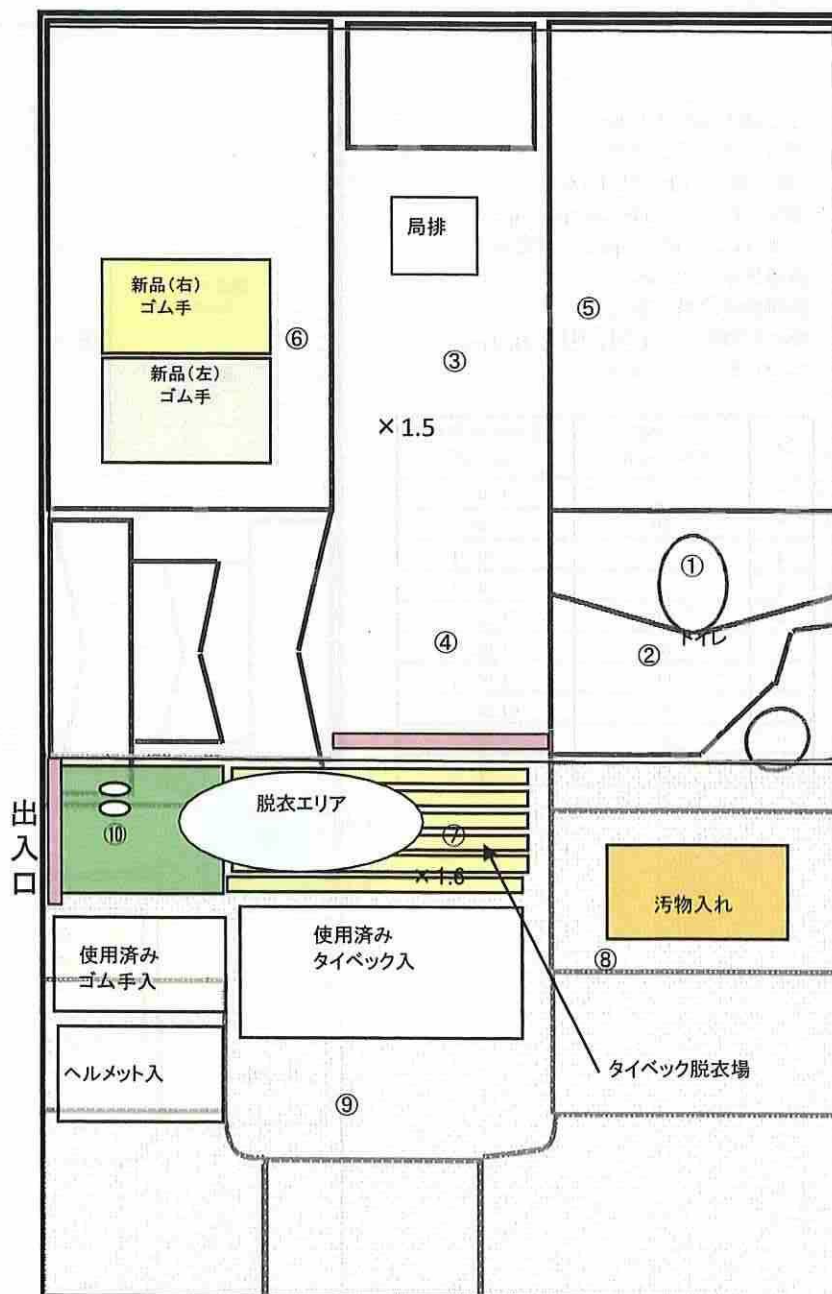 局排
新品(右)
ゴム手
⑥
⑤
③
新品(左)
ゴム手
×1.5
①
④
②
トイレ
出入口
脱衣エリア
⑩
⑦
×1.6
汚物入れ
使用済み
ゴム手入
使用済み
タイベック入
⑧
ヘルメット入
タイベック脱衣場
⑨